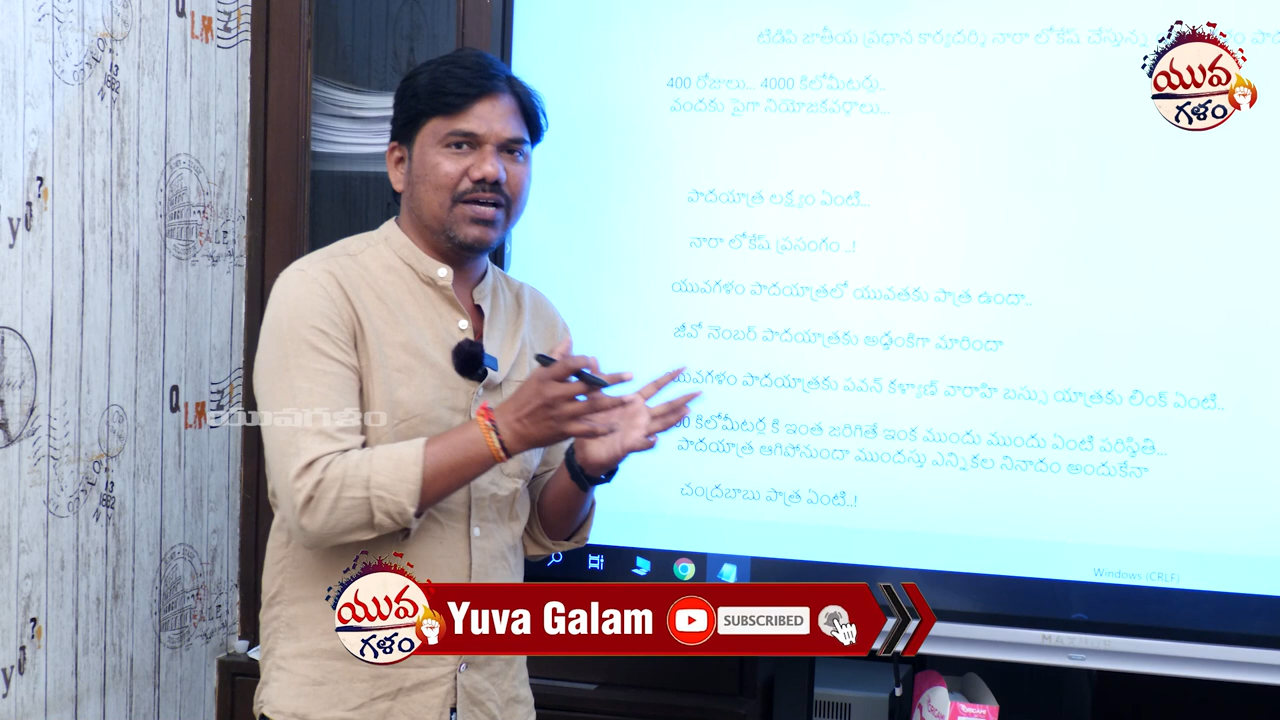 టిడిపి జాతీయ ప్రధాన కార్యదర్శి నారా లోకేష్ చేస్తున్న
యువ
గళం
400 రోజులు... 4000 కిలోమీటర్లు..
వందకు పైగా నియోజకవర్గాలు...
పాదయాత్ర లక్ష్యం ఏంటి...
నారా లోకేష్ ప్రసంగం ..!
యువగళం పాదయాత్రలో యువతకు పాత్ర ఉందా..
జీవో నెంబర్ పాదయాత్రకు అడ్డంకిగా మారిందా
యువగళం పాదయాత్రకు పవన్ కళ్యాణ్ వారాహి బస్సు యాత్రకు లింక్ ఏంటి..
కిలోమీటర్ల కి ఇంత జరిగితే ఇంక ముందు ముందు ఏంటి పరిస్థితి...
పాదయాత్ర ఆగిపోనుందా ముందస్తు ఎన్నికల నినాదం అందుకేనా
చంద్రబాబు పాత్ర ఏంటి..!
యువగళం
Windows (CRLF)
యువ
గళం
Yuva Galam
SUBSCRIBED